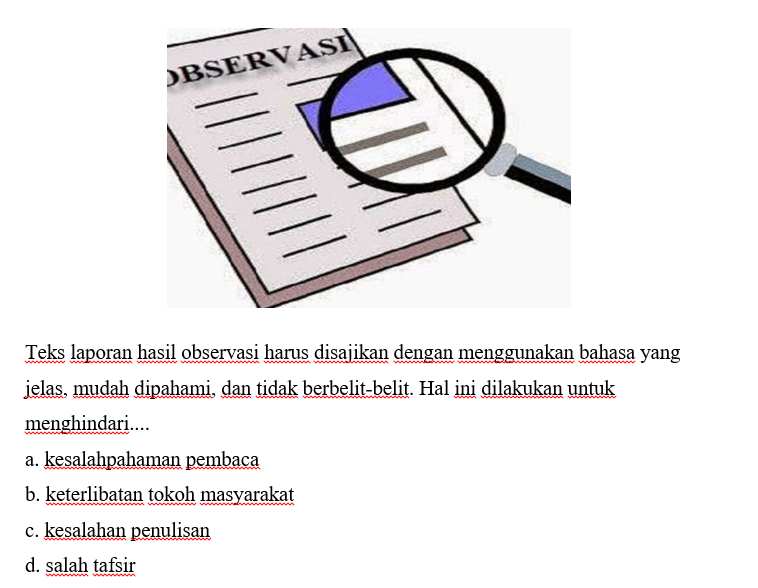 OBSERVASI
Teks laporan hasil observasi harus disajikan dengan menggunakan bahasa yang
jelas, mudah dipahami, dan tidak berbelit-belit. Hal ini dilakukan untuk
menghindari....
a. kesalahpahaman pembaca
b. keterlibatan tokoh masyarakat
c. kesalahan penulisan
d. salah tafsir